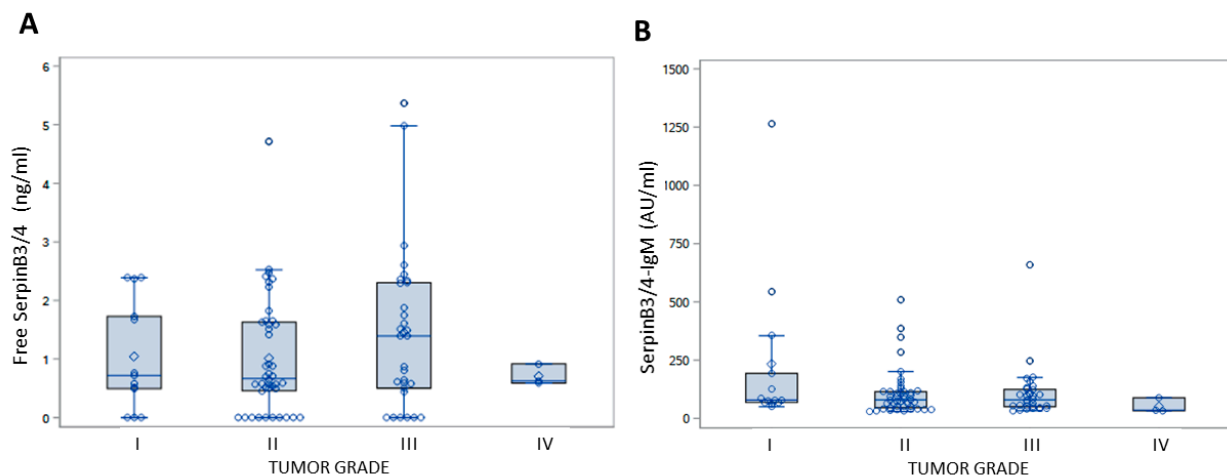 A
Free SerpinB3/4 (ng/ml)
6
5
4
3
2
1
0
I II III IV
TUMOR GRADE
B
SerpinB3/4-IgM (AU/ml)
1500
1250
1000
750
500
250
0
I II III IV
TUMOR GRADE